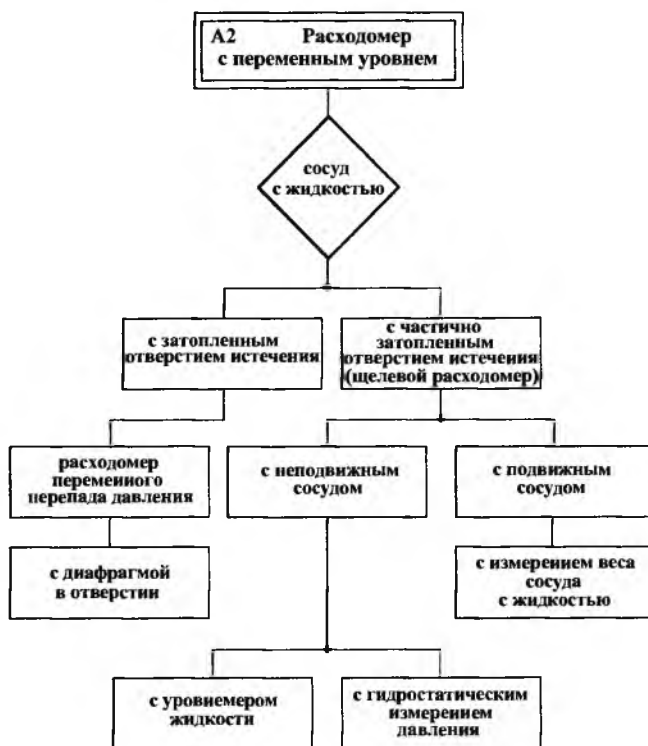 А2 Расходомер
с переменным уровнем
сосуд
с жидкостью
с затопленным
отверстием истечения
с частично
затопленным
отверстием истечения
(щелевой расходомер)
расходомер
переменного
перепада давления
с неподвижным
сосудом
с подвижным
сосудом
с диафрагмой
в отверстии
с измерением веса
сосуда
с жидкостью
с уровнемером
жидкости
с гидростатическим
измерением
давления